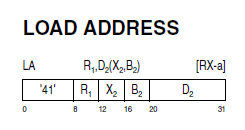 LOAD ADDRESS
LA R₁,D₂(X₂,B₂) [RX-a]
'41' R₁ X₂ B₂ D₂
0 8 12 16 20 31